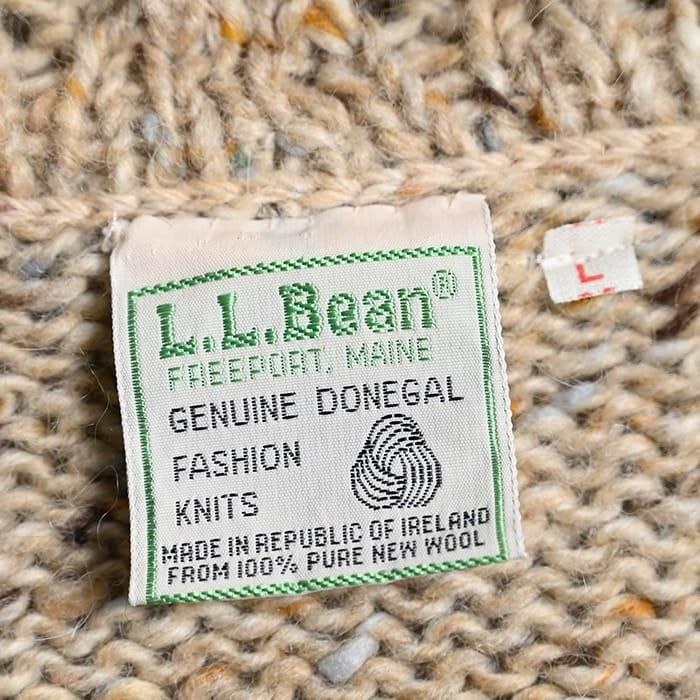 L.L.Bean®
FREEPORT, MAINE
GENUINE DONEGAL
FASHION
KNITS
MADE IN REPUBLIC OF IRELAND
FROM 100% PURE NEW WOOL
L